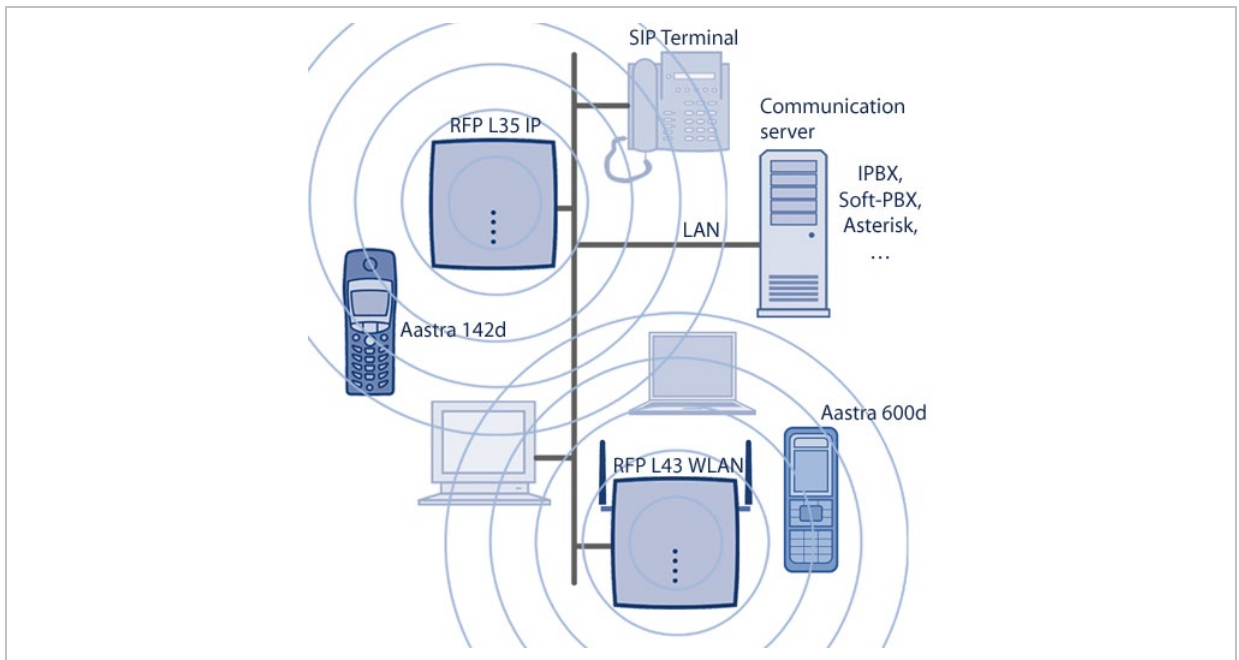 SIP Terminal
RFP L35 IP
Communication
server
IPBX,
Soft-PBX,
Asterisk,
...
LAN
Aastra 142d
Aastra 600d
RFP L43 WLAN